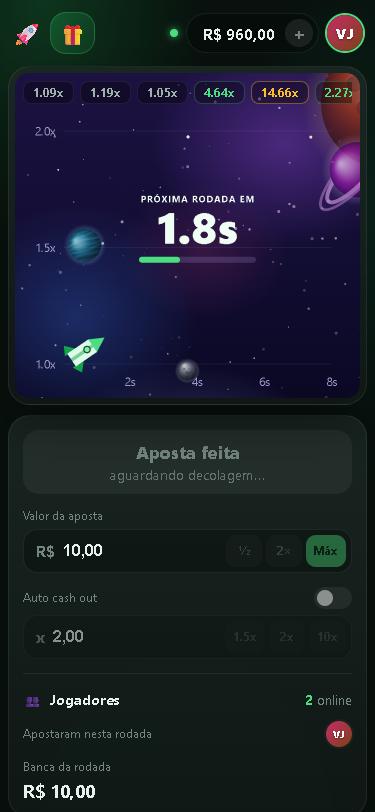 R$ 960,00 + VJ
1.09x 1.19x 1.05x 4.64x 14.66x 2.27x
2.0x
PRÓXIMA RODADA EM
1.8s
1.5x
1.0x
2s 4s 6s 8s
Aposta feita
aguardando decolagem...
Valor da aposta
R$ 10,00 ½ 2× Máx
Auto cash out
x 2,00 1.5x 2x 10x
Jogadores 2 online
Apostaram nesta rodada VJ
Banca da rodada
R$ 10,00